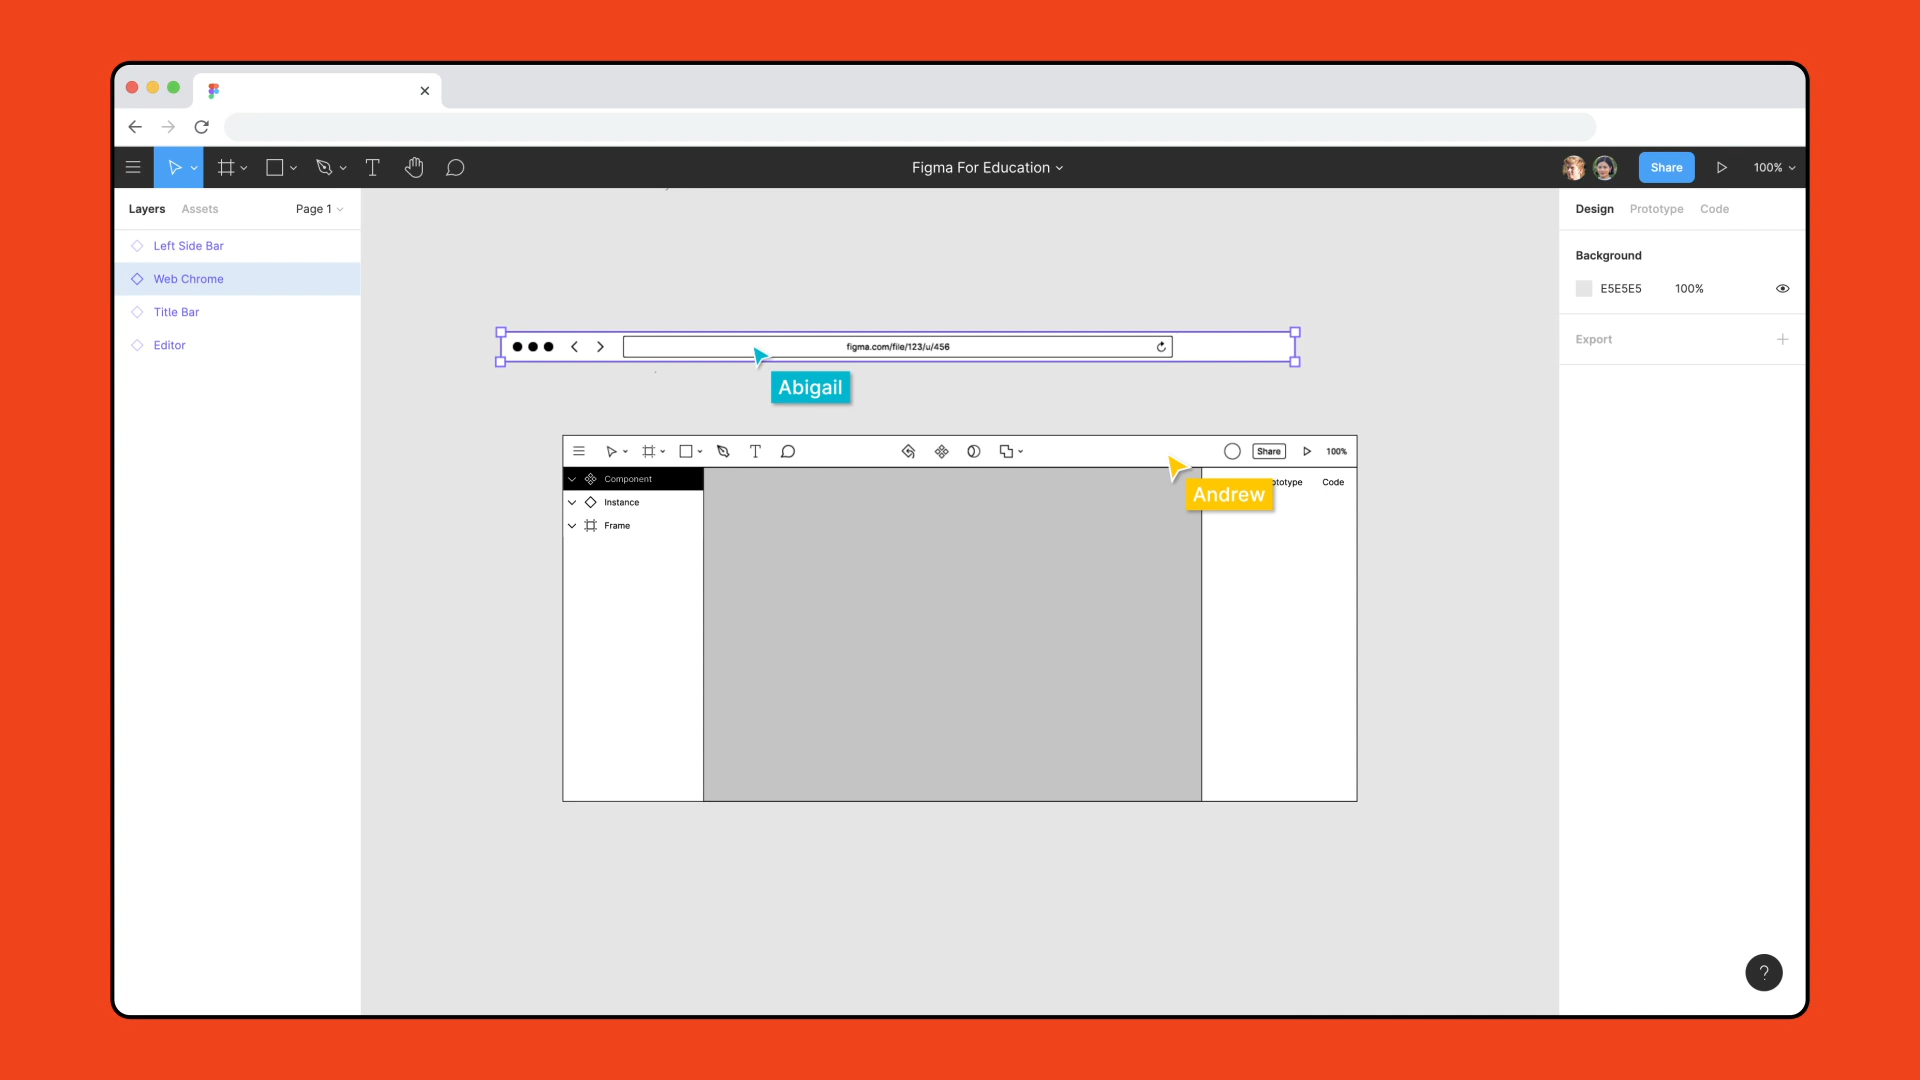 Figma For Education
Share
100%
Layers
Assets
Page 1
Left Side Bar
Web Chrome
Title Bar
Editor
figma.com/file/123/u/456
Abigail
T
Share
100%
Component
Instance
Frame
Andrew
ototype
Code
Design
Prototype
Code
Background
E5E5E5
100%
Export
?